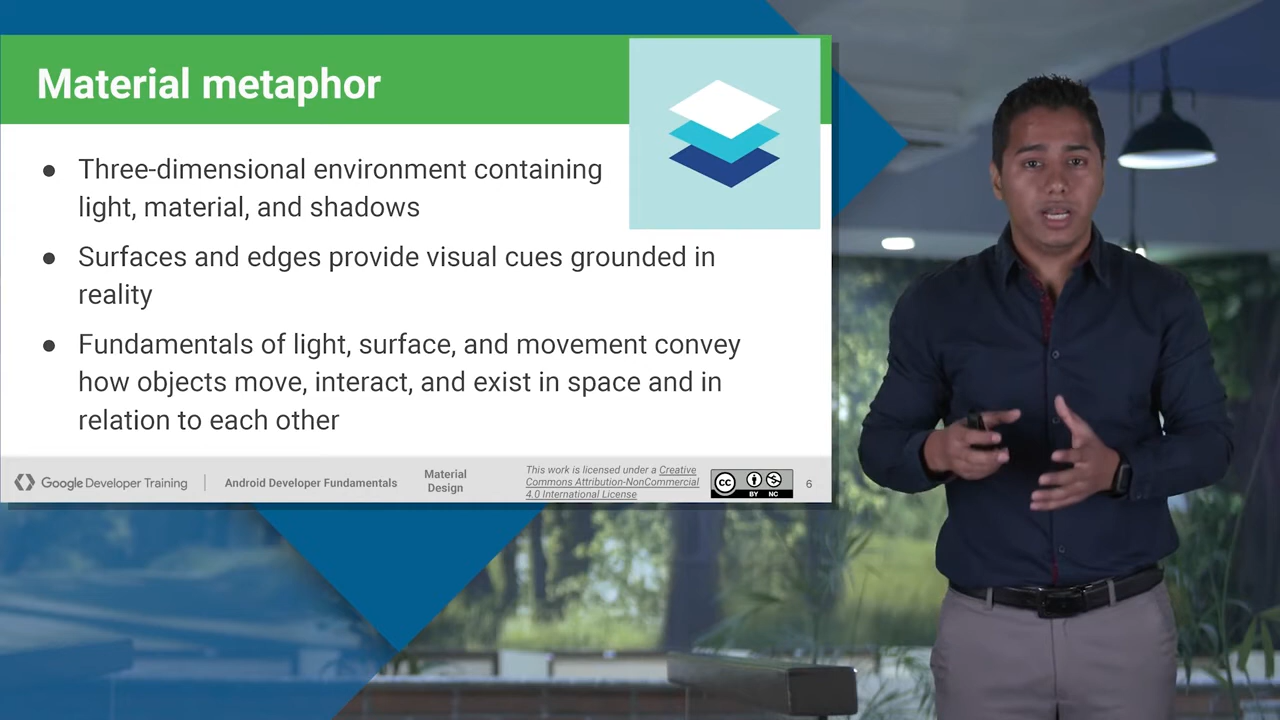 Material metaphor
● Three-dimensional environment containing
light, material, and shadows
● Surfaces and edges provide visual cues grounded in
reality
● Fundamentals of light, surface, and movement convey
how objects move, interact, and exist in space and in
relation to each other
Google Developer Training
Android Developer Fundamentals
Material
Design
This work is licensed under a Creative
Commons Attribution-NonCommercial
4.0 International License
cc
BY NC
6